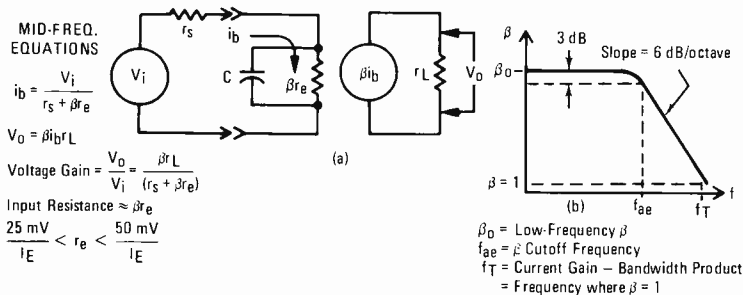 MID-FREQ.
EQUATIONS
i_b = V_i / (r_s + βr_e)
V_O = βi_b r_L
Voltage Gain = V_O / V_i = βr_L / (r_s + βr_e)
Input Resistance ≈ βr_e
25 mV / I_E < r_e < 50 mV / I_E
r_s
i_b
V_i
C
βr_e
βi_b
r_L
V_O
(a)
β
3 dB
β_O
Slope = 6 dB/octave
β = 1
(b)
f_ae
f_T
f
β_O = Low-Frequency β
f_ae = β Cutoff Frequency
f_T = Current Gain – Bandwidth Product
= Frequency where β = 1